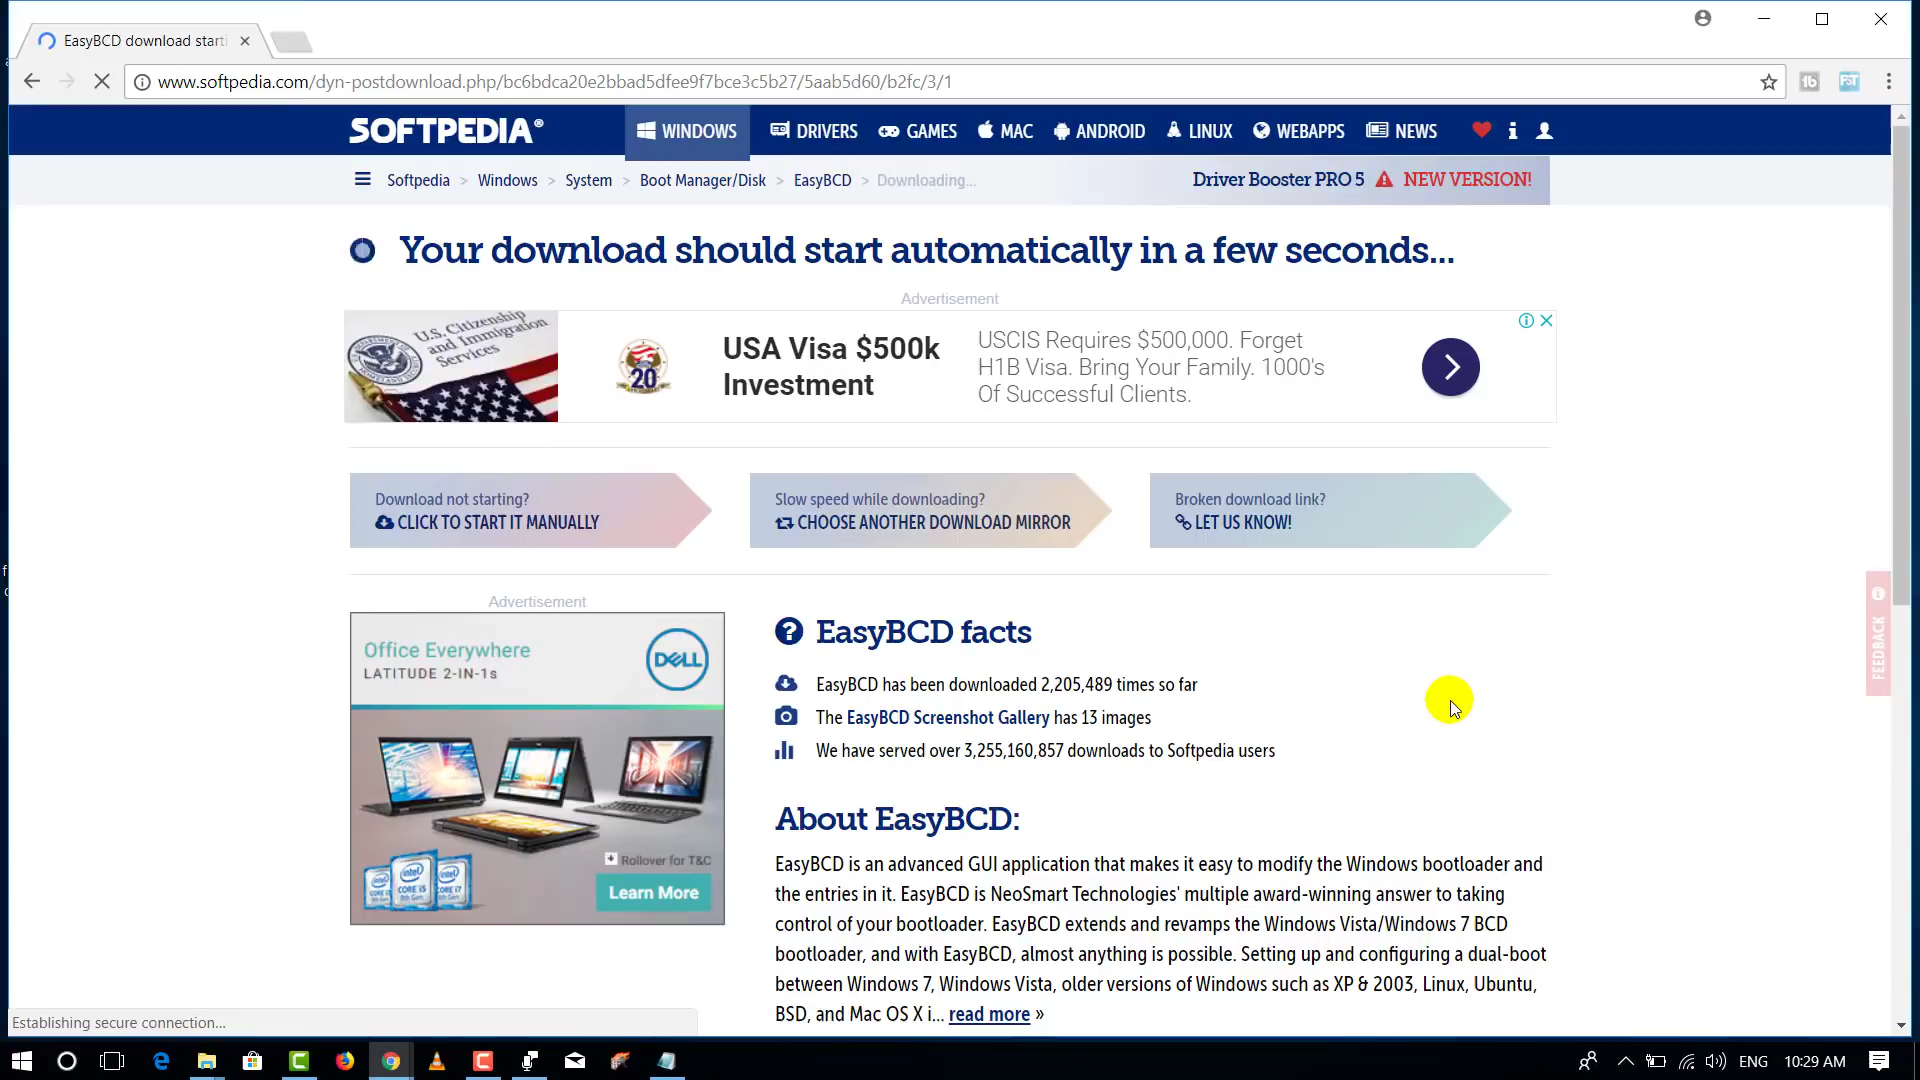 EasyBCD download starti
www.softpedia.com/dyn-postdownload.php/bc6bdca20e2bbad5dfee9f7bce3c5b27/5aab5d60/b2fc/3/1
SOFTPEDIA®
WINDOWS
DRIVERS
GAMES
MAC
ANDROID
LINUX
WEBAPPS
NEWS
Softpedia > Windows > System > Boot Manager/Disk > EasyBCD > Downloading...
Driver Booster PRO 5 NEW VERSION!
Your download should start automatically in a few seconds...
Advertisement
U.S. Citizenship
and Immigration
Services
20
USA Visa $500k
Investment
USCIS Requires $500,000. Forget
H1B Visa. Bring Your Family. 1000's
Of Successful Clients.
Download not starting?
CLICK TO START IT MANUALLY
Slow speed while downloading?
CHOOSE ANOTHER DOWNLOAD MIRROR
Broken download link?
LET US KNOW!
FEEDBACK
Advertisement
Office Everywhere
LATITUDE 2-IN-1s
DELL
Rollover for T&C
Learn More
intel
CORE i5
8th Gen
EasyBCD facts
EasyBCD has been downloaded 2,205,489 times so far
The EasyBCD Screenshot Gallery has 13 images
We have served over 3,255,160,857 downloads to Softpedia users
About EasyBCD:
EasyBCD is an advanced GUI application that makes it easy to modify the Windows bootloader and
the entries in it. EasyBCD is NeoSmart Technologies' multiple award-winning answer to taking
control of your bootloader. EasyBCD extends and revamps the Windows Vista/Windows 7 BCD
bootloader, and with EasyBCD, almost anything is possible. Setting up and configuring a dual-boot
between Windows 7, Windows Vista, older versions of Windows such as XP & 2003, Linux, Ubuntu,
BSD, and Mac OS X i... read more »
Establishing secure connection...
ENG
10:29 AM